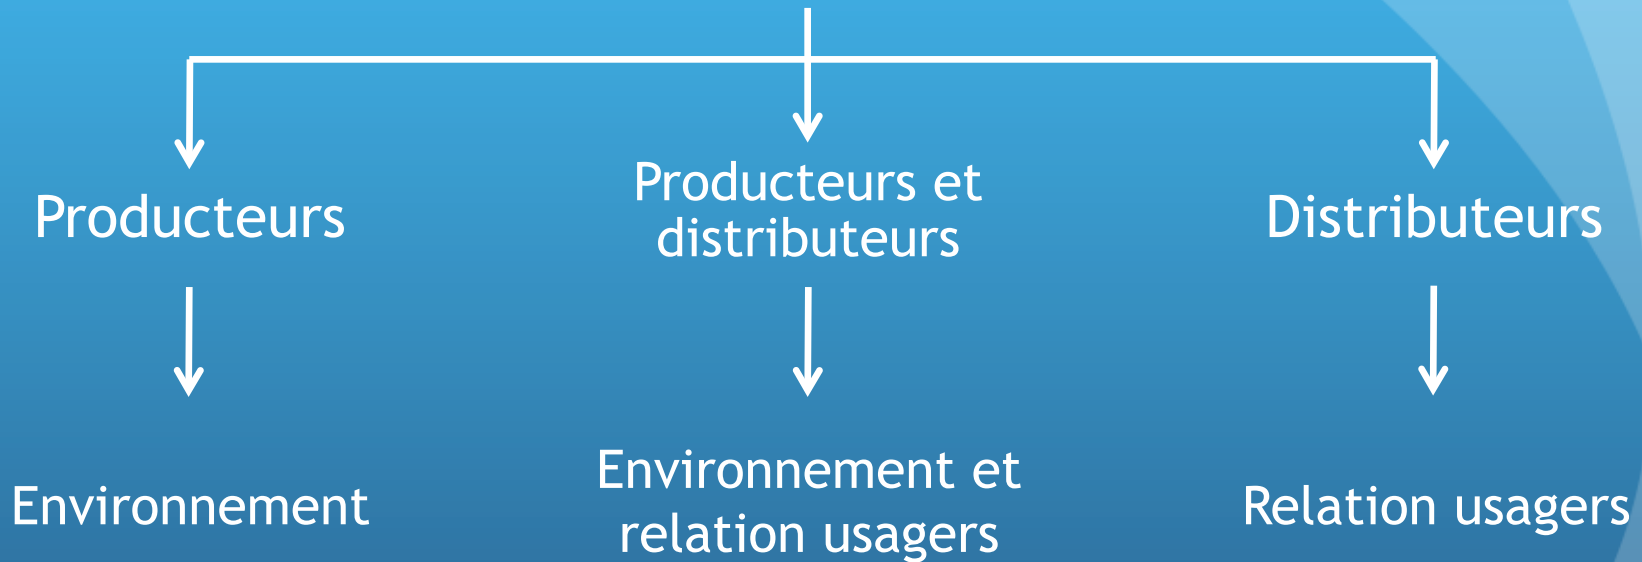 Producteurs
Producteurs et
distributeurs
Distributeurs
Environnement
Environnement et
relation usagers
Relation usagers